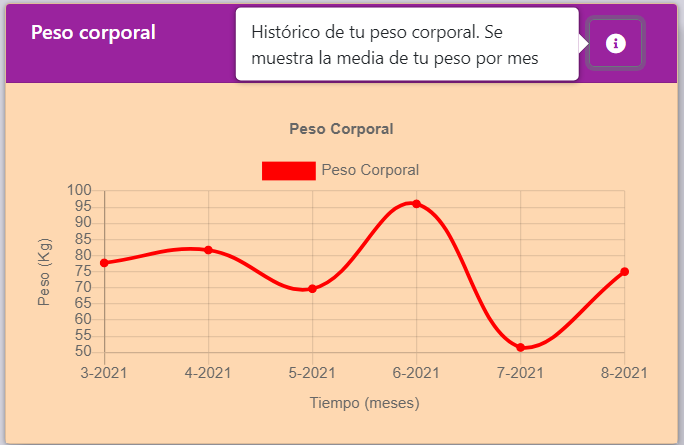 Peso corporal
Histórico de tu peso corporal. Se
muestra la media de tu peso por mes
Peso Corporal
Peso Corporal
100
95
90
85
80
75
70
65
60
55
50
Peso (Kg)
3-2021 4-2021 5-2021 6-2021 7-2021 8-2021
Tiempo (meses)